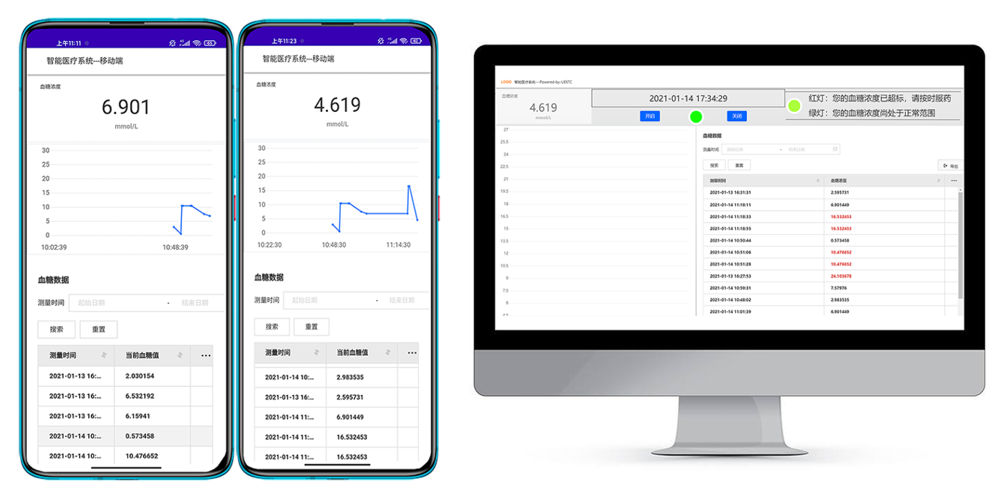 上午11:11
智能医疗系统---移动端
血糖浓度
6.901
mmol/L
30
25
20
15
10
5
0
10:02:39
10:48:39
血糖数据
测量时间
起始日期
-
结束日期
搜索
重置
测量时间
当前血糖值
2021-01-13 16:...
2.030154
2021-01-13 16:...
6.532192
2021-01-13 16:...
6.15941
2021-01-14 10:...
0.573458
2021-01-14 10:...
10.476652
上午11:23
智能医疗系统---移动端
血糖浓度
4.619
mmol/L
30
25
20
15
10
5
0
10:22:30
10:48:30
11:14:30
血糖数据
测量时间
起始日期
-
结束日期
搜索
重置
测量时间
当前血糖值
2021-01-14 10:...
2.983535
2021-01-13 16:...
2.595731
2021-01-14 11:...
6.901449
2021-01-14 11:...
16.532453
2021-01-14 11:...
16.532453
LOGO
智能医疗系统---Powered-by-UESTC
血糖浓度
4.619
mmol/L
2021-01-14 17:34:29
开启
关闭
红灯：您的血糖浓度已超标，请按时服药
绿灯：您的血糖浓度尚处于正常范围
27
25.5
24
22.5
21
19.5
18
16.5
15
13.5
12
10.5
9
7.5
6
4.5
血糖数据
测量时间
起始日期
-
结束日期
搜索
重置
导出
测量时间
血糖浓度
2021-01-13 16:31:31
2.595731
2021-01-14 11:18:11
6.901449
2021-01-14 11:18:33
16.532453
2021-01-14 11:18:35
16.532453
2021-01-14 10:50:44
0.573458
2021-01-14 10:51:06
10.476652
2021-01-14 10:51:28
10.476652
2021-01-13 16:27:53
26.103678
2021-01-14 10:59:31
7.57976
2021-01-14 10:48:02
2.983535
2021-01-14 11:01:39
6.901449